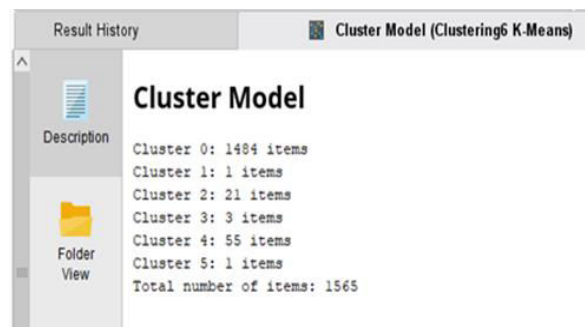 Result History
Cluster Model (Clustering6 K-Means)
Description
Folder
View
Cluster Model
Cluster 0: 1484 items
Cluster 1: 1 items
Cluster 2: 21 items
Cluster 3: 3 items
Cluster 4: 55 items
Cluster 5: 1 items
Total number of items: 1565